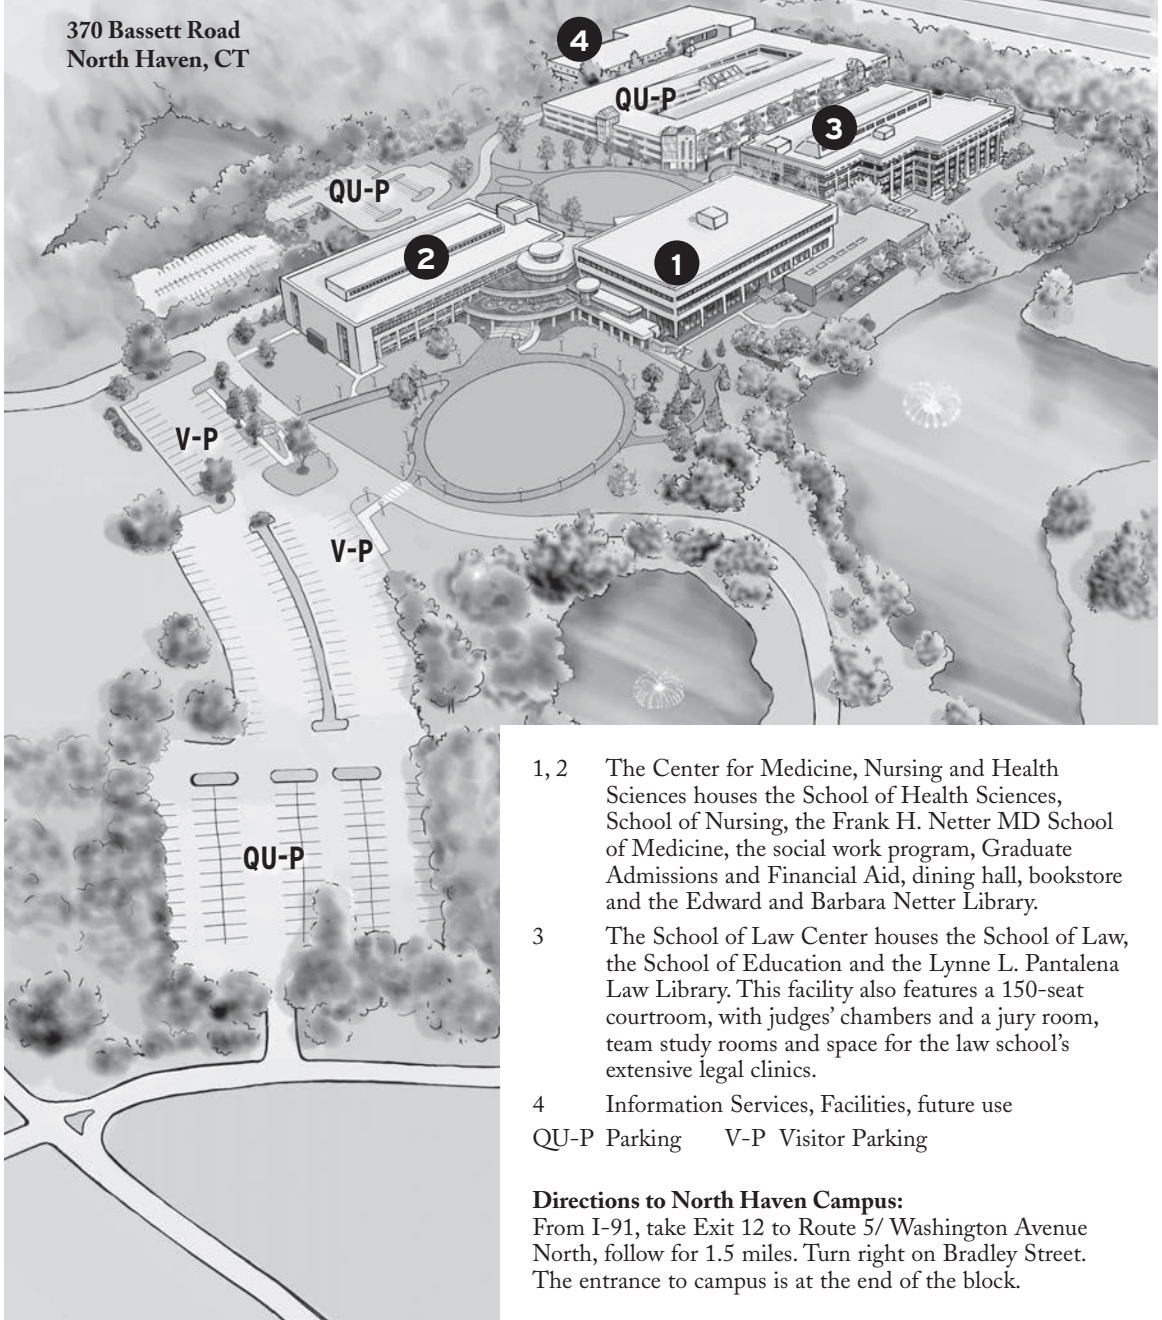 370 Bassett Road
North Haven, CT
4
QU-P
3
QU-P
2
1
V-P
V-P
QU-P
1, 2 The Center for Medicine, Nursing and Health
Sciences houses the School of Health Sciences,
School of Nursing, the Frank H. Netter MD School
of Medicine, the social work program, Graduate
Admissions and Financial Aid, dining hall, bookstore
and the Edward and Barbara Netter Library.
3 The School of Law Center houses the School of Law,
the School of Education and the Lynne L. Pantalena
Law Library. This facility also features a 150-seat
courtroom, with judges’ chambers and a jury room,
team study rooms and space for the law school’s
extensive legal clinics.
4 Information Services, Facilities, future use
QU-P Parking V-P Visitor Parking
Directions to North Haven Campus:
From I-91, take Exit 12 to Route 5/ Washington Avenue
North, follow for 1.5 miles. Turn right on Bradley Street.
The entrance to campus is at the end of the block.